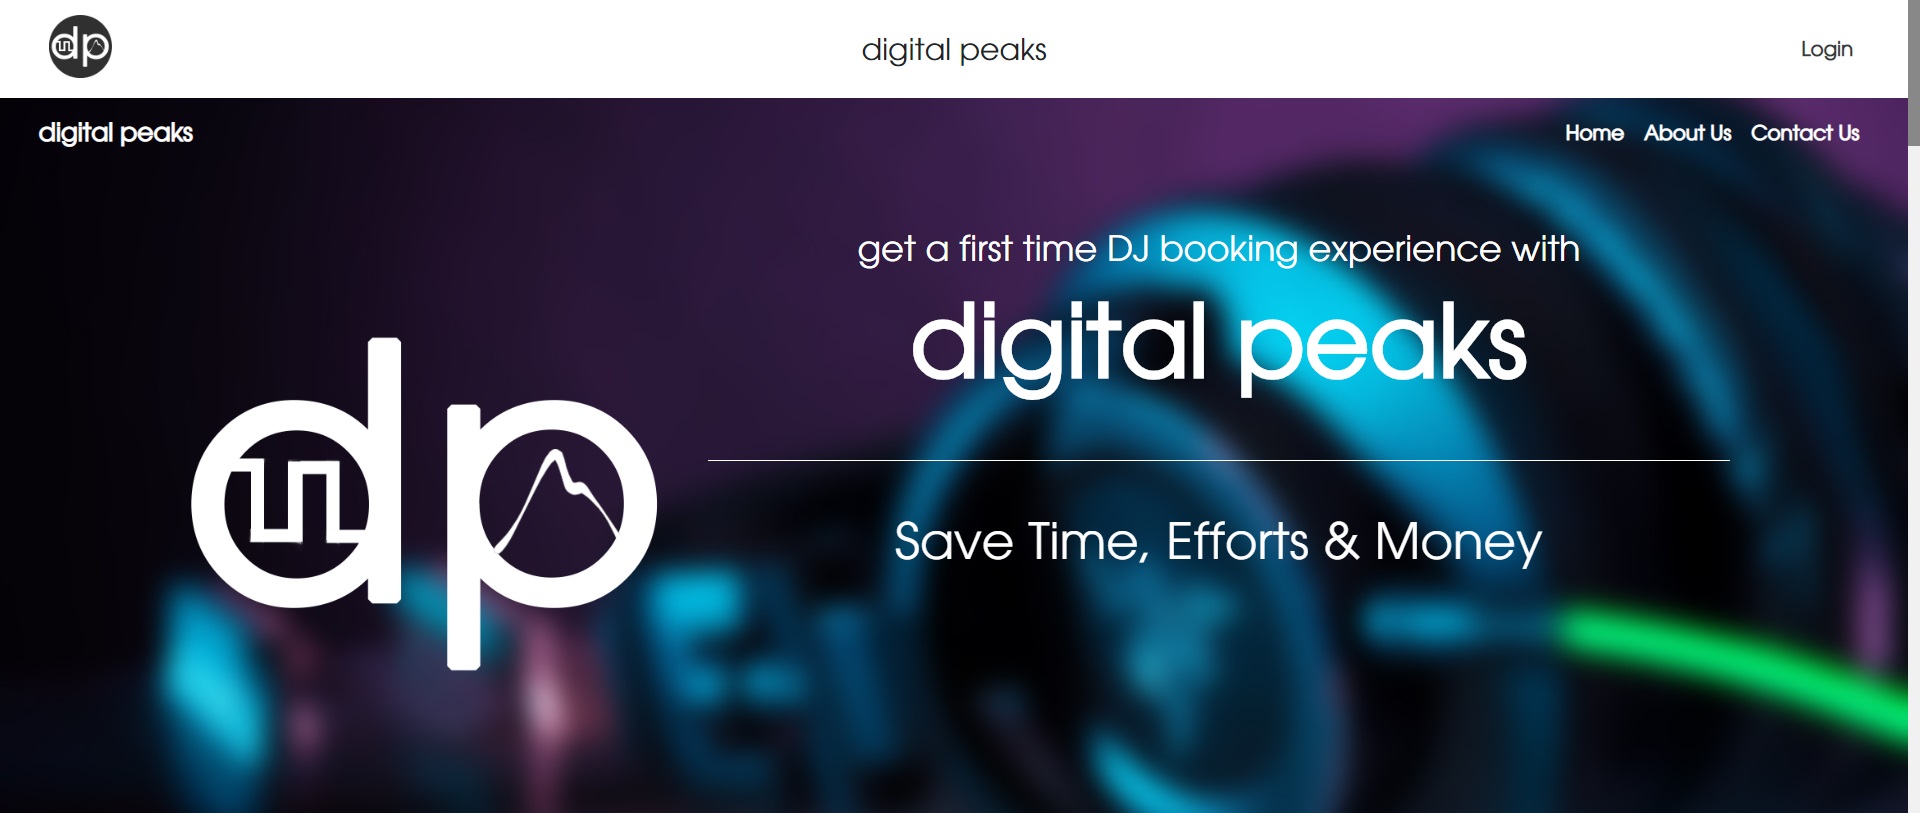 dp
digital peaks
Login
digital peaks
Home About Us Contact Us
get a first time DJ booking experience with
digital peaks
dp
Save Time, Efforts & Money